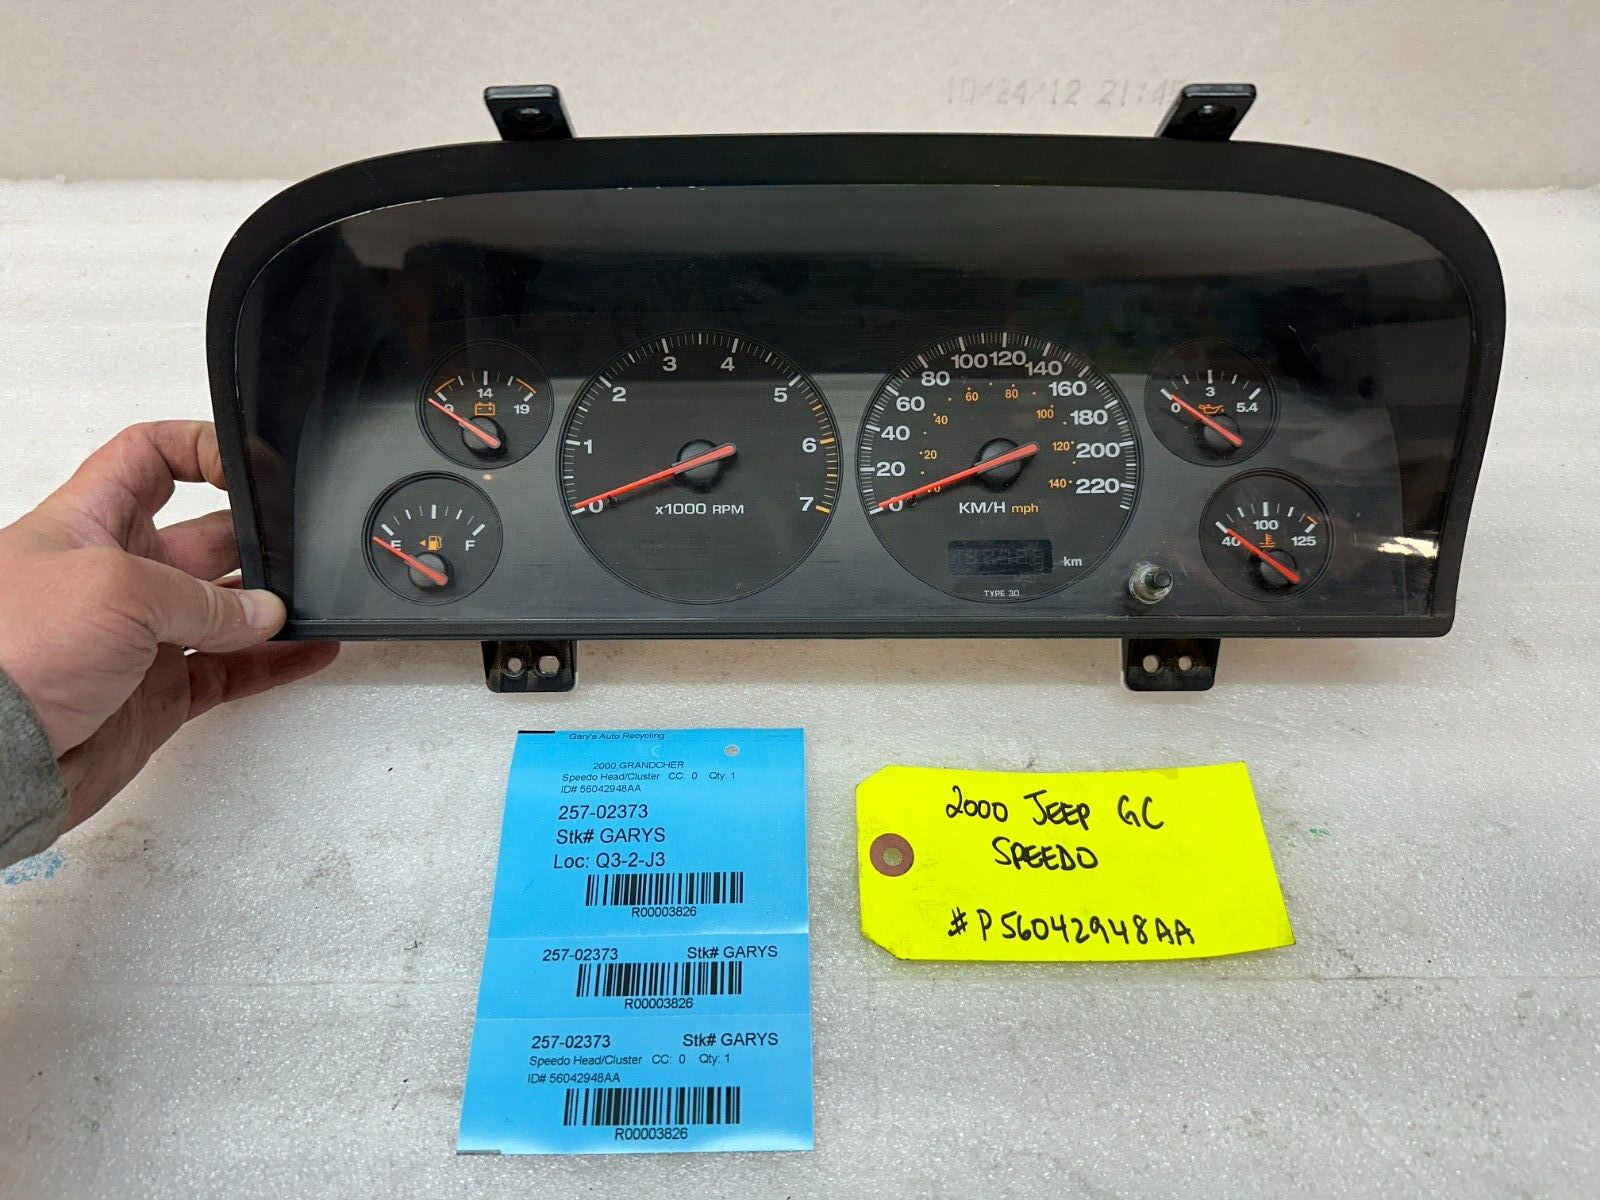 10/24/12 21:48
9 14 19
E F
0 1 2 3 4 5 6 7
x1000 RPM
0 20 40 60 80 100 120 140 160 180 200 220
20 40 60 80 100 120 140
KM/H mph
km
TYPE 30
0 3 5.4
40 100 125
Gary's Auto Recycling
2000 GRANDCHER
Speedo Head/Cluster CC: 0 Qty: 1
ID# 56042948AA
257-02373
Stk# GARYS
Loc: Q3-2-J3
R00003826
257-02373 Stk# GARYS
R00003826
257-02373 Stk# GARYS
Speedo Head/Cluster CC: 0 Qty: 1
ID# 56042948AA
R00003826
2000 JEEP GC
SPEEDO
# P56042948AA